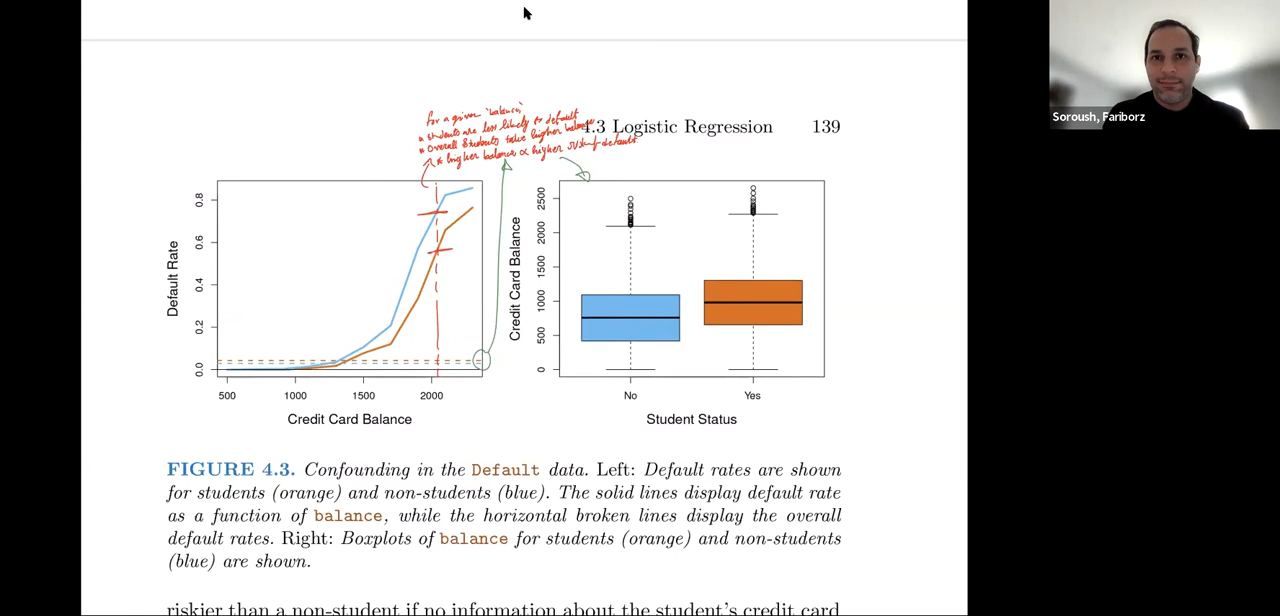 Soroush, Fariborz
4.3 Logistic Regression 139
for a given "balance"
* students are less likely to default
* overall students take higher balance
* higher balance ∝ higher risk of default
Default Rate
0.0 0.2 0.4 0.6 0.8
500 1000 1500 2000
Credit Card Balance
Credit Card Balance
0 500 1000 1500 2000 2500
No Yes
Student Status
FIGURE 4.3. Confounding in the Default data. Left: Default rates are shown
for students (orange) and non-students (blue). The solid lines display default rate
as a function of balance, while the horizontal broken lines display the overall
default rates. Right: Boxplots of balance for students (orange) and non-students
(blue) are shown.
riskier than a non-student if no information about the student's credit card